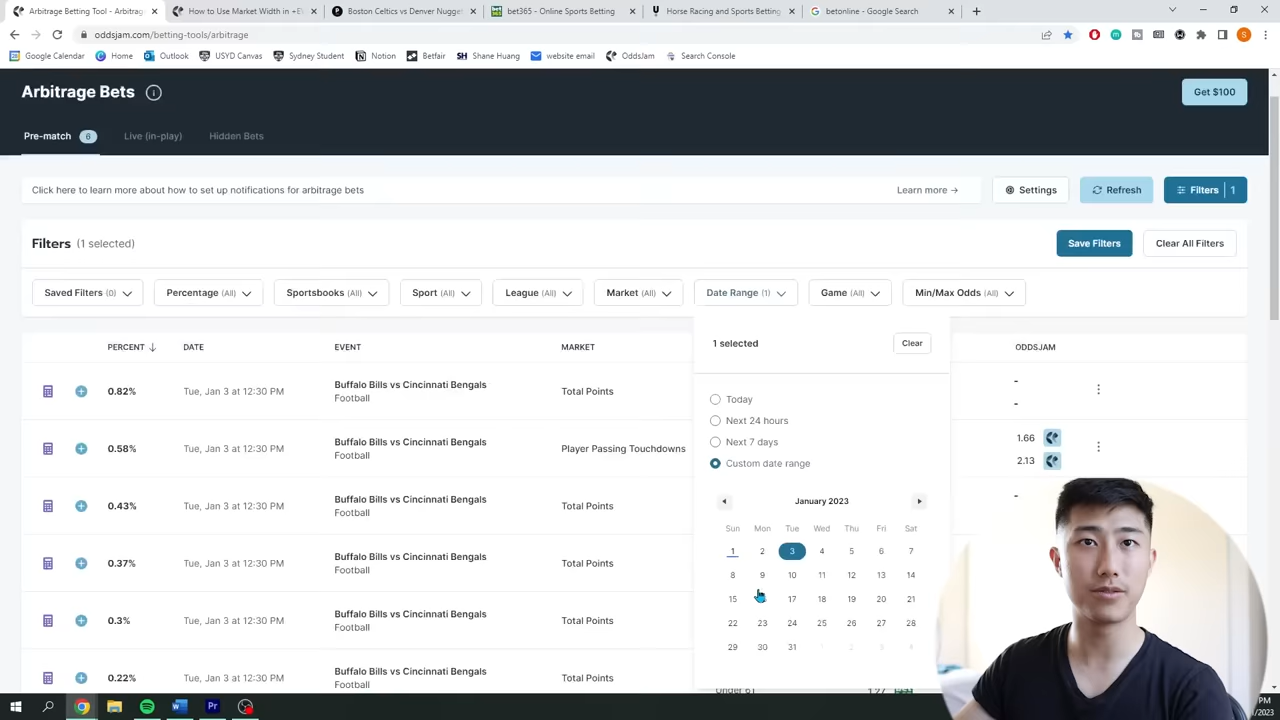 Arbitrage Betting Tool - Arbitrage
How to Use Market Width in +E
Boston Celtics vs Denver Nugge
bet365 - Online Sports Betting
Horse Racing and Sports Betting
betonline - Google Search
oddsjam.com/betting-tools/arbitrage
Google Calendar
Home
Outlook
USYD Canvas
Sydney Student
Notion
Betfair
Shane Huang
website email
OddsJam
Search Console
Arbitrage Bets
Get $100
Pre-match 6
Live (in-play)
Hidden Bets
Click here to learn more about how to set up notifications for arbitrage bets
Learn more →
Settings
Refresh
Filters 1
Filters (1 selected)
Save Filters
Clear All Filters
Saved Filters (0)
Percentage (All)
Sportsbooks (All)
Sport (All)
League (All)
Market (All)
Date Range (1)
Game (All)
Min/Max Odds (All)
PERCENT
DATE
EVENT
MARKET
ODDSJAM
0.82%
Tue, Jan 3 at 12:30 PM
Buffalo Bills vs Cincinnati Bengals
Football
Total Points
-
-
0.58%
Tue, Jan 3 at 12:30 PM
Buffalo Bills vs Cincinnati Bengals
Football
Player Passing Touchdowns
1.66
2.13
0.43%
Tue, Jan 3 at 12:30 PM
Buffalo Bills vs Cincinnati Bengals
Football
Total Points
-
0.37%
Tue, Jan 3 at 12:30 PM
Buffalo Bills vs Cincinnati Bengals
Football
Total Points
0.3%
Tue, Jan 3 at 12:30 PM
Buffalo Bills vs Cincinnati Bengals
Football
Total Points
0.22%
Tue, Jan 3 at 12:30 PM
Buffalo Bills vs Cincinnati Bengals
Total Points
1 selected
Clear
Today
Next 24 hours
Next 7 days
Custom date range
January 2023
Sun Mon Tue Wed Thu Fri Sat
1 2 3 4 5 6 7
8 9 10 11 12 13 14
15 17 18 19 20 21
22 23 24 25 26 27 28
29 30 31 1 2 3 4
Under 61
1.27
PM
/2023